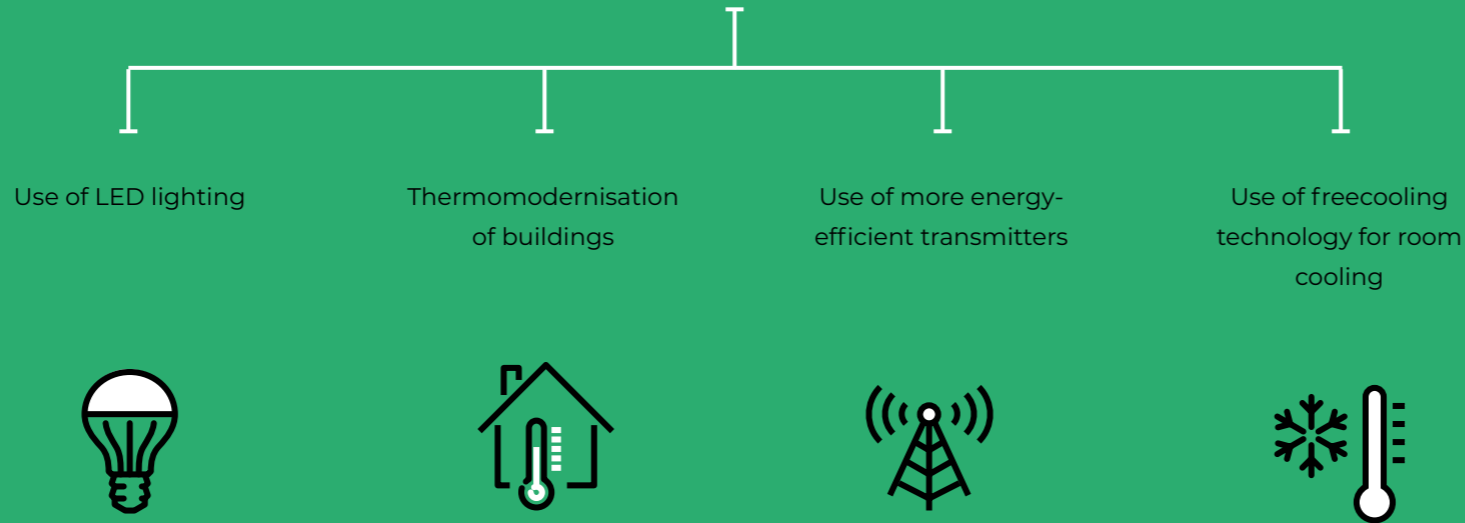 Use of LED lighting
Thermomodernisation
of buildings
Use of more energy-
efficient transmitters
Use of freecooling
technology for room
cooling